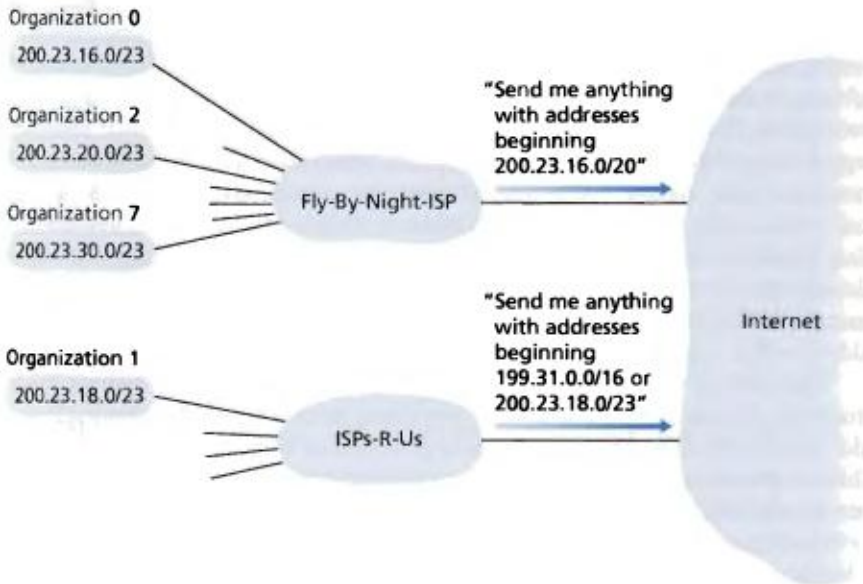 Organization 0
200.23.16.0/23
Organization 2
200.23.20.0/23
Organization 7
200.23.30.0/23
Fly-By-Night-ISP
"Send me anything
with addresses
beginning
200.23.16.0/20"
Organization 1
200.23.18.0/23
ISPs-R-Us
"Send me anything
with addresses
beginning
199.31.0.0/16 or
200.23.18.0/23"
Internet